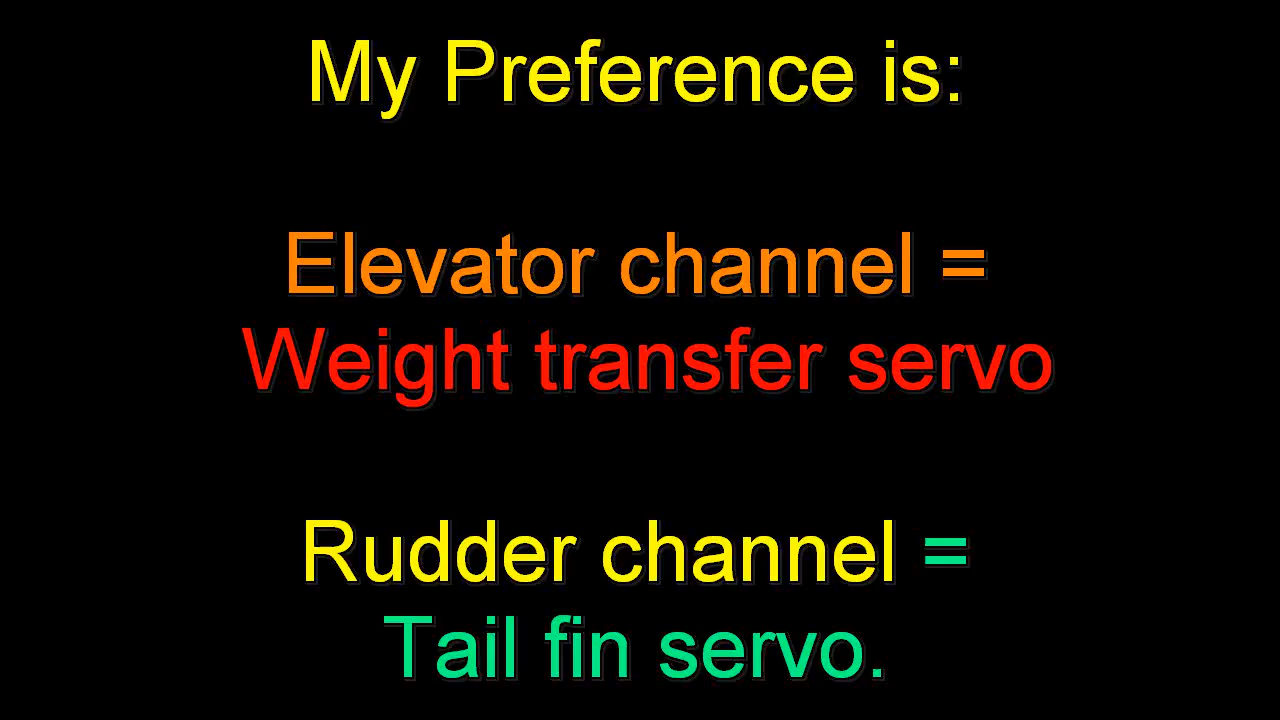 My Preference is:
Elevator channel =
Weight transfer servo
Rudder channel =
Tail fin servo.